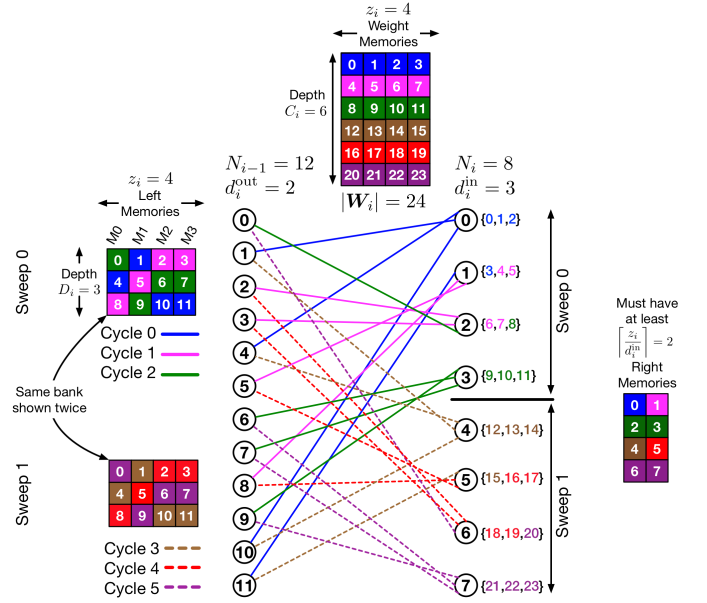 z_i = 4
Weight
Memories
0 1 2 3
4 5 6 7
8 9 10 11
12 13 14 15
16 17 18 19
20 21 22 23
Depth
C_i = 6
|W_i| = 24
N_{i−1} = 12
d_i^{out} = 2
N_i = 8
d_i^{in} = 3
z_i = 4
Left
Memories
M0 M1 M2 M3
Sweep 0
Depth
D_i = 3
0 1 2 3
4 5 6 7
8 9 10 11
Cycle 0
Cycle 1
Cycle 2
Same bank
shown twice
Sweep 1
0 1 2 3
4 5 6 7
8 9 10 11
Cycle 3
Cycle 4
Cycle 5
0
1
2
3
4
5
6
7
8
9
10
11
0 {0,1,2}
1 {3,4,5}
2 {6,7,8}
3 {9,10,11}
4 {12,13,14}
5 {15,16,17}
6 {18,19,20}
7 {21,22,23}
Sweep 0
Sweep 1
Must have
at least
⌈z_i / d_i^{in}⌉ = 2
Right
Memories
0 1
2 3
4 5
6 7